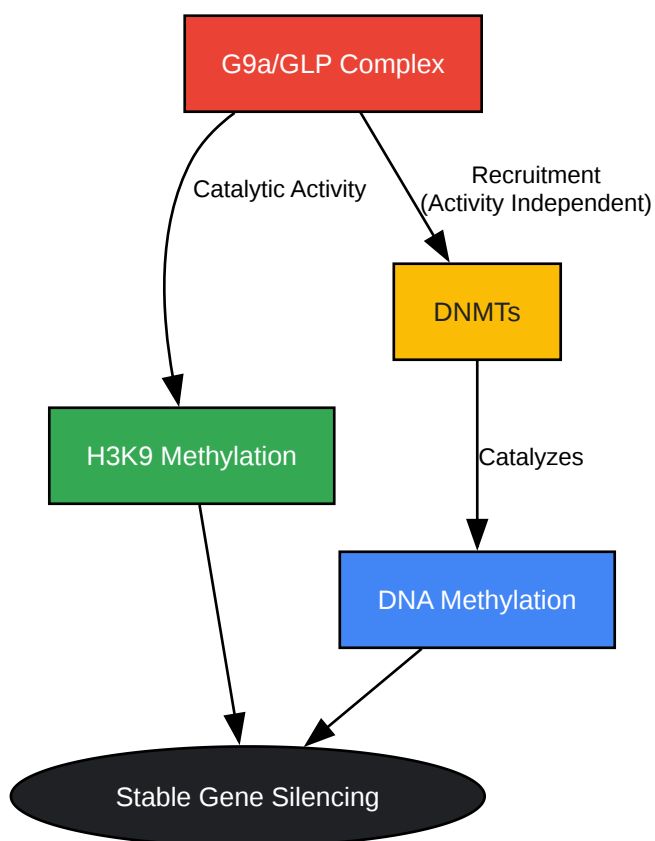 G9a/GLP Complex
Catalytic Activity
Recruitment
(Activity Independent)
DNMTs
H3K9 Methylation
Catalyzes
DNA Methylation
Stable Gene Silencing